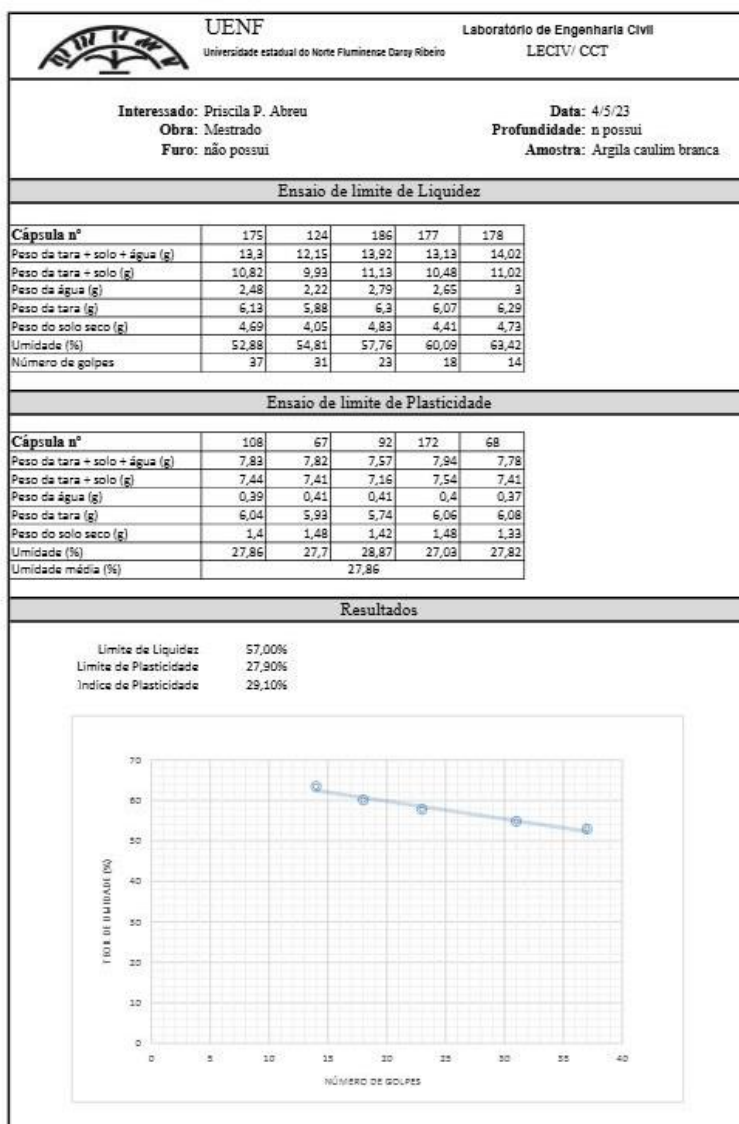 UENF
Universidade estadual do Norte Fluminense Darcy Ribeiro
Laboratório de Engenharia Civil
LECIV/ CCT
Interessado: Priscila P. Abreu
Data: 4/5/23
Obra: Mestrado
Profundidade: n possui
Furo: não possui
Amostra: Argila caulim branca
Ensaio de limite de Liquidez
Cápsula nº 175 124 186 177 178
Peso da tara + solo + água (g) 13,3 12,15 13,92 13,13 14,02
Peso da tara + solo (g) 10,82 9,93 11,13 10,48 11,02
Peso da água (g) 2,48 2,22 2,79 2,65 3
Peso da tara (g) 6,13 5,88 6,3 6,07 6,29
Peso do solo seco (g) 4,69 4,05 4,83 4,41 4,73
Umidade (%) 52,88 54,81 57,76 60,09 63,42
Número de golpes 37 31 23 18 14
Ensaio de limite de Plasticidade
Cápsula nº 108 67 92 172 68
Peso da tara + solo + água (g) 7,83 7,82 7,57 7,94 7,78
Peso da tara + solo (g) 7,44 7,41 7,16 7,54 7,41
Peso da água (g) 0,39 0,41 0,41 0,4 0,37
Peso da tara (g) 6,04 5,93 5,74 6,06 6,08
Peso do solo seco (g) 1,4 1,48 1,42 1,48 1,33
Umidade (%) 27,86 27,7 28,87 27,03 27,82
Umidade média (%) 27,86
Resultados
Limite de Liquidez 57,00%
Limite de Plasticidade 27,90%
Indice de Plasticidade 29,10%
TEOR DE UMIDADE (%)
70
60
50
40
30
20
10
0
0 5 10 15 20 25 30 35 40
NÚMERO DE GOLPES